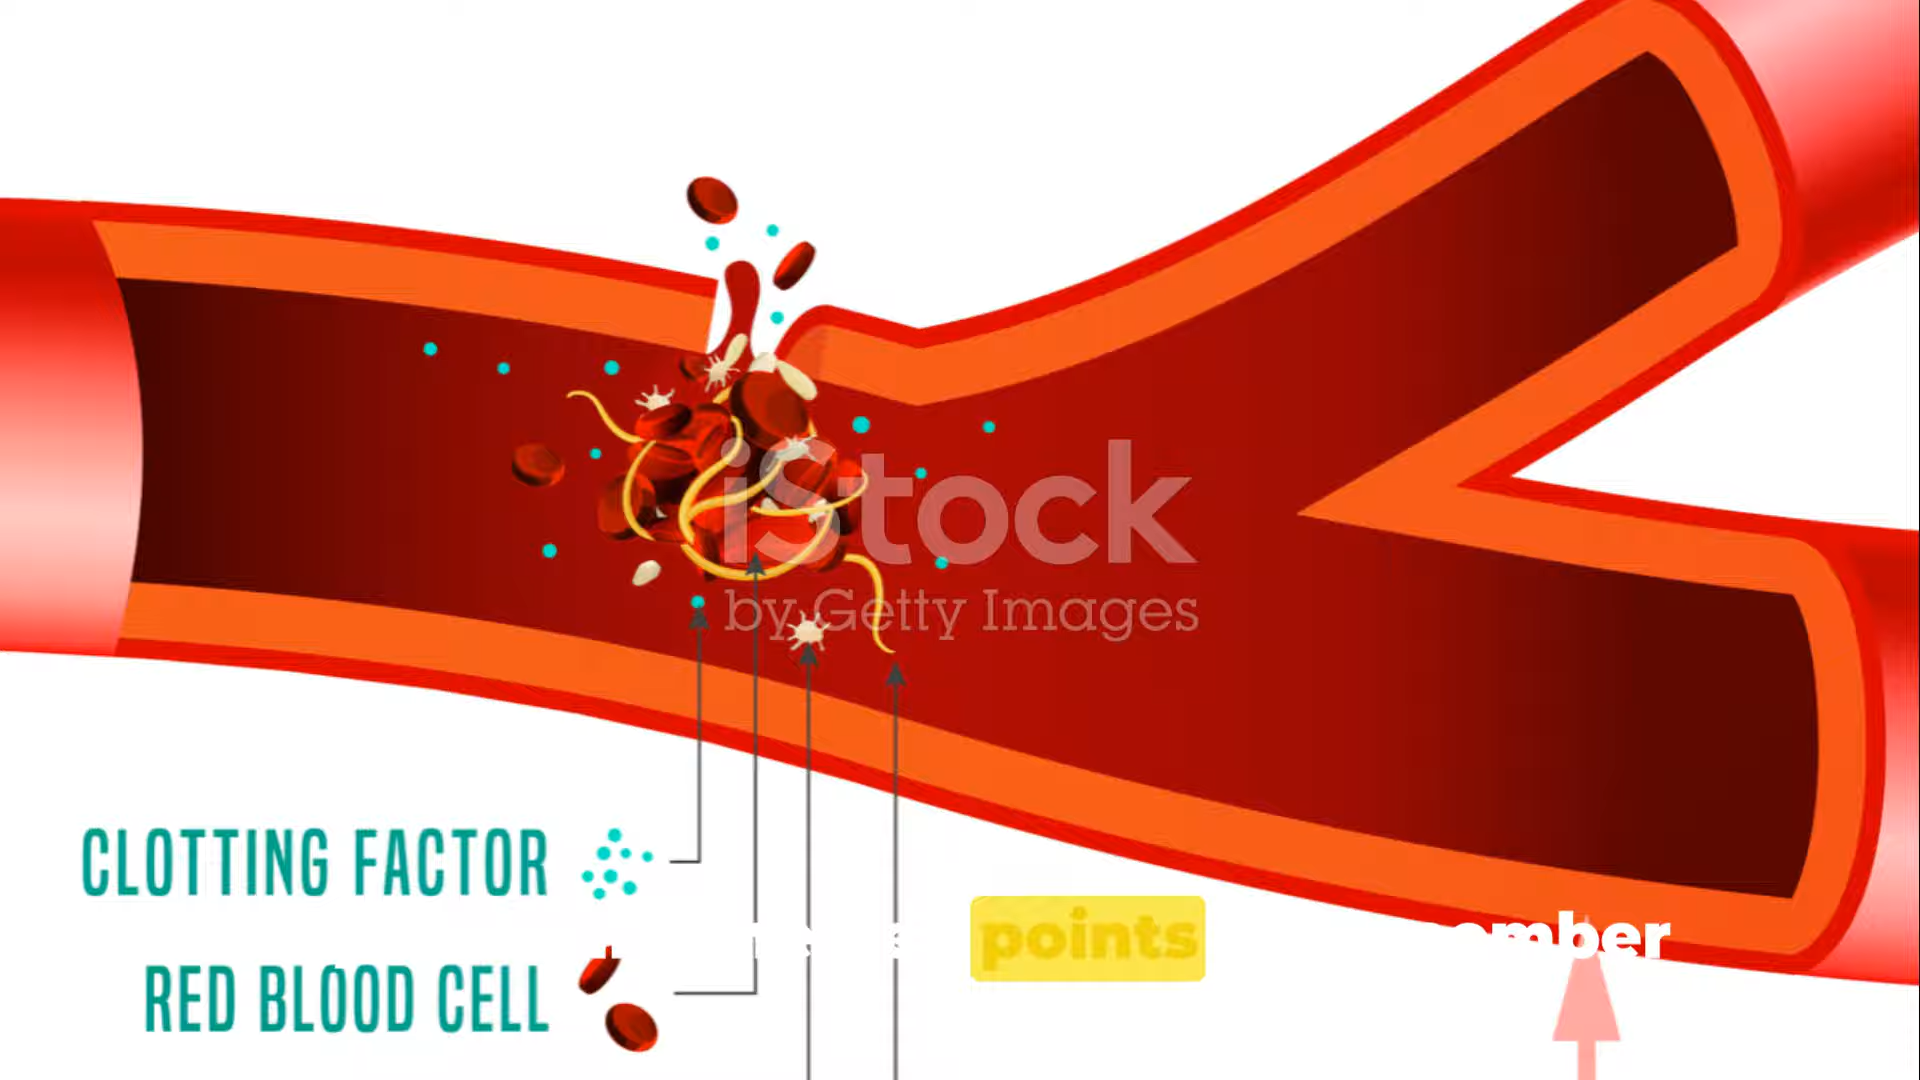 iStock
by Getty Images
CLOTTING FACTOR
points
RED BLOOD CELL